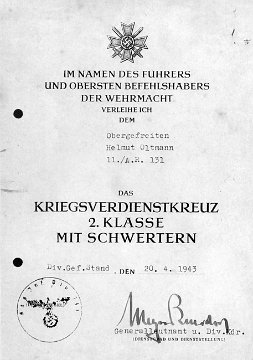 IM NAMEN DES FÜHRERS
UND OBERSTEN BEFEHLSHABERS
DER WEHRMACHT
VERLEIHE ICH
DEM
Obergefreiten
Helmut Oltmann
11./A.R. 131
DAS
KRIEGSVERDIENSTKREUZ
2. KLASSE
MIT SCHWERTERN
Div.Gef.Stand , DEN 20. 4. 1943
Generalleutnant u. Div.Kdr.
(DIENSTGRAD UND DIENSTSTELLUNG)